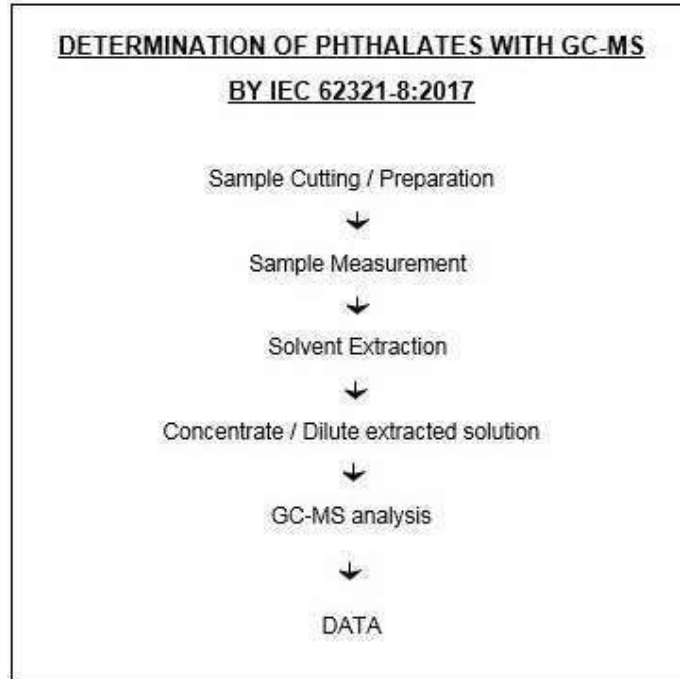 DETERMINATION OF PHTHALATES WITH GC-MS
BY IEC 62321-8:2017
Sample Cutting / Preparation
Sample Measurement
Solvent Extraction
Concentrate / Dilute extracted solution
GC-MS analysis
DATA